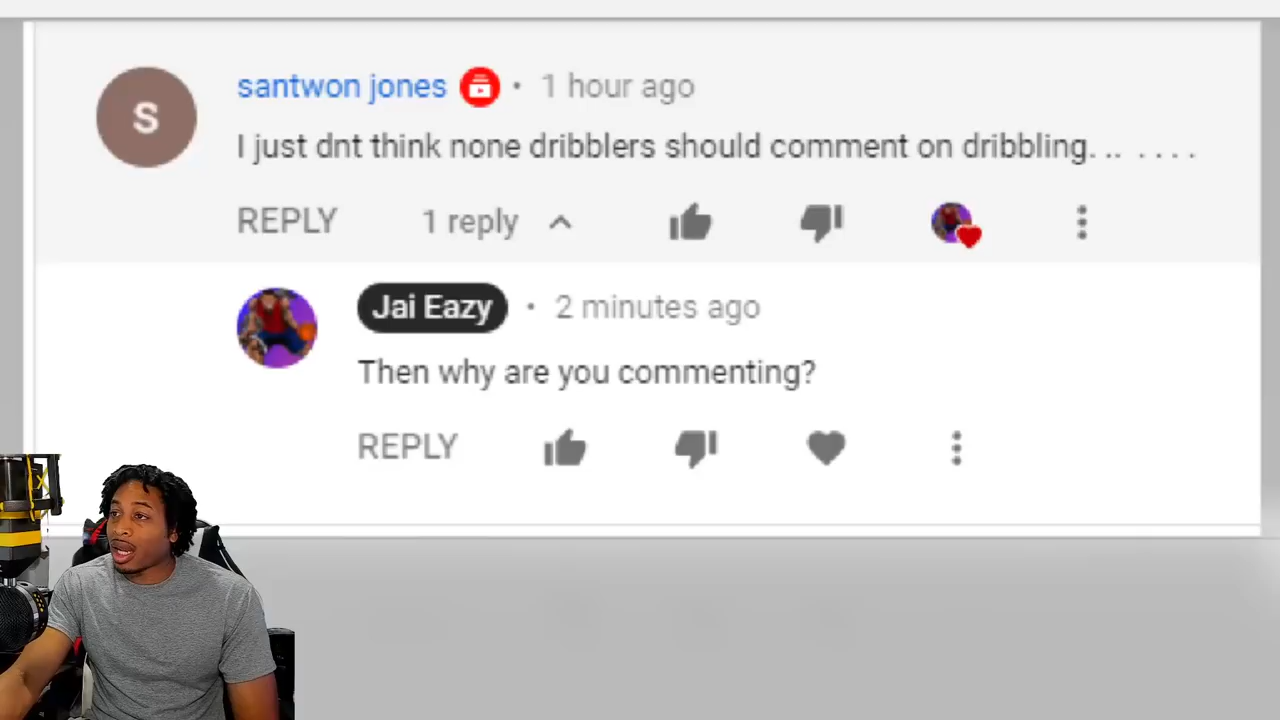 S
santwon jones • 1 hour ago
I just dnt think none dribblers should comment on dribbling. .. . . . .
REPLY 1 reply
Jai Eazy • 2 minutes ago
Then why are you commenting?
REPLY